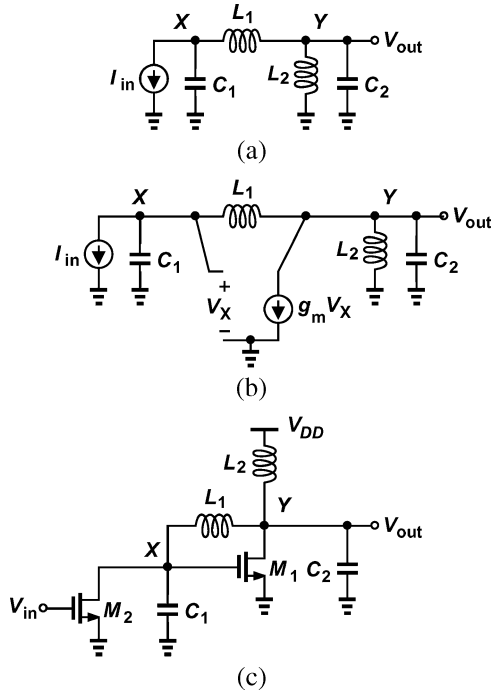 X L1 Y Vout
Iin C1 L2 C2
(a)
X L1 Y Vout
Iin C1 + VX − gmVX L2 C2
(b)
VDD
L2
L1 Y
X Vout
M1 C2
Vin M2 C1
(c)